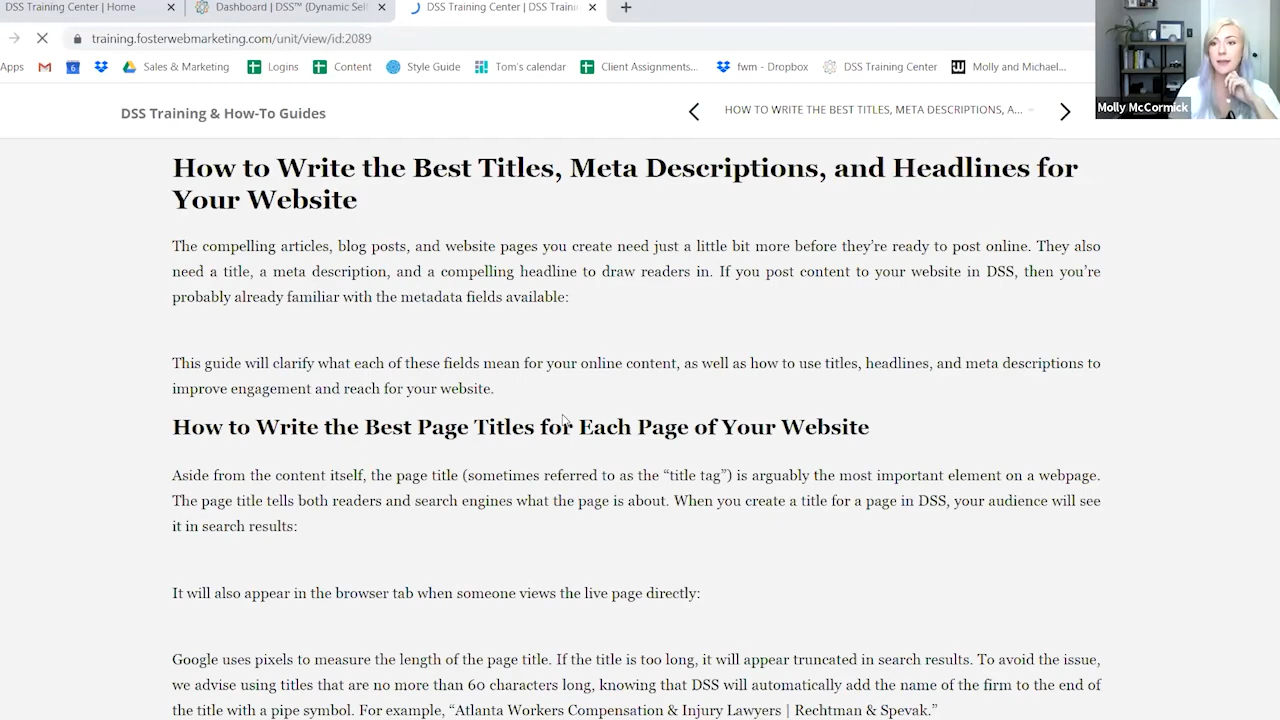 DSS Training Center | Home
Dashboard | DSS™ (Dynamic Sel
DSS Training Center | DSS Traini
training.fosterwebmarketing.com/unit/view/id:2089
Apps
6
Sales & Marketing
Logins
Content
Style Guide
Tom'scalendar
Client Assignments...
fwm - Dropbox
DSS Training Center
Molly and Michael...
Molly McCormick
DSS Training & How-To Guides
HOW TO WRITE THE BEST TITLES, META DESCRIPTIONS, A...
How to Write the Best Titles, Meta Descriptions, and Headlines for
Your Website
The compelling articles, blog posts, and website pages you create need just a little bit more before they’re ready to post online. They also
need a title, a meta description, and a compelling headline to draw readers in. If you post content to your website in DSS, then you’re
probably already familiar with the metadata fields available:
This guide will clarify what each of these fields mean for your online content, as well as how to use titles, headlines, and meta descriptions to
improve engagement and reach for your website.
How to Write the Best Page Titles for Each Page of Your Website
Aside from the content itself, the page title (sometimes referred to as the “title tag”) is arguably the most important element on a webpage.
The page title tells both readers and search engines what the page is about. When you create a title for a page in DSS, your audience will see
it in search results:
It will also appear in the browser tab when someone views the live page directly:
Google uses pixels to measure the length of the page title. If the title is too long, it will appear truncated in search results. To avoid the issue,
we advise using titles that are no more than 60 characters long, knowing that DSS will automatically add the name of the firm to the end of
the title with a pipe symbol. For example, “Atlanta Workers Compensation & Injury Lawyers | Rechtman & Spevak.”